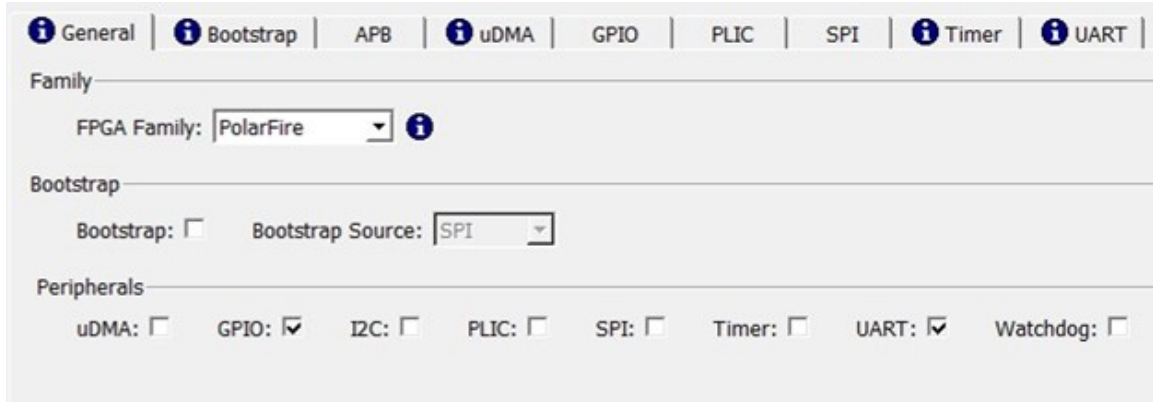 General Bootstrap APB uDMA GPIO PLIC SPI Timer UART
Family
FPGA Family: PolarFire
Bootstrap
Bootstrap: Bootstrap Source: SPI
Peripherals
uDMA: GPIO: I2C: PLIC: SPI: Timer: UART: Watchdog: